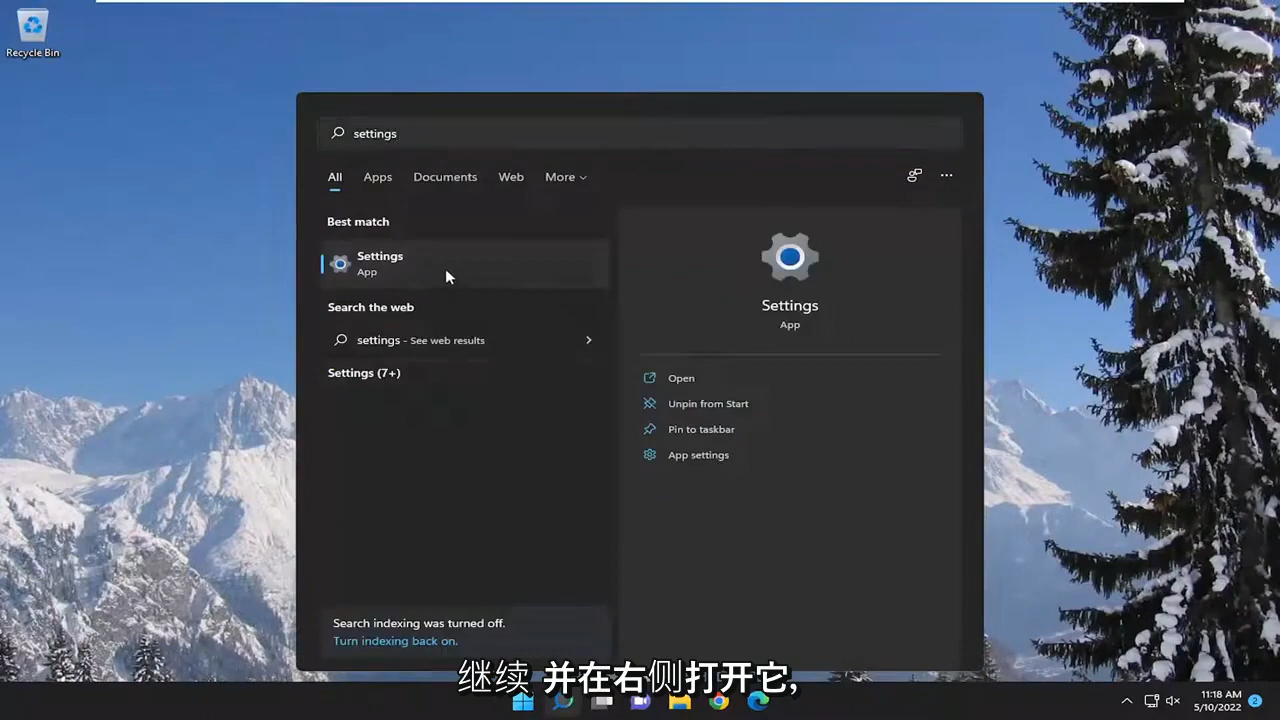 Recycle Bin
settings
All Apps Documents Web More
Best match
Settings
App
Search the web
settings - See web results
Settings (7+)
Settings
App
Open
Unpin from Start
Pin to taskbar
App settings
Search indexing was turned off.
Turn indexing back on.
继续 并在右侧打开它,
11:18 AM
5/10/2022
2